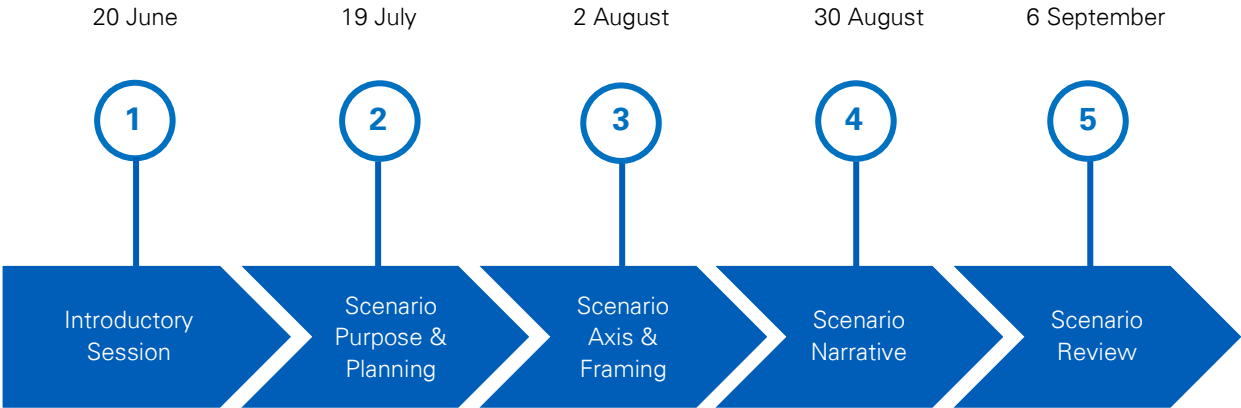 20 June
19 July
2 August
30 August
6 September
1
2
3
4
5
Introductory
Session
Scenario
Purpose &
Planning
Scenario
Axis &
Framing
Scenario
Narrative
Scenario
Review